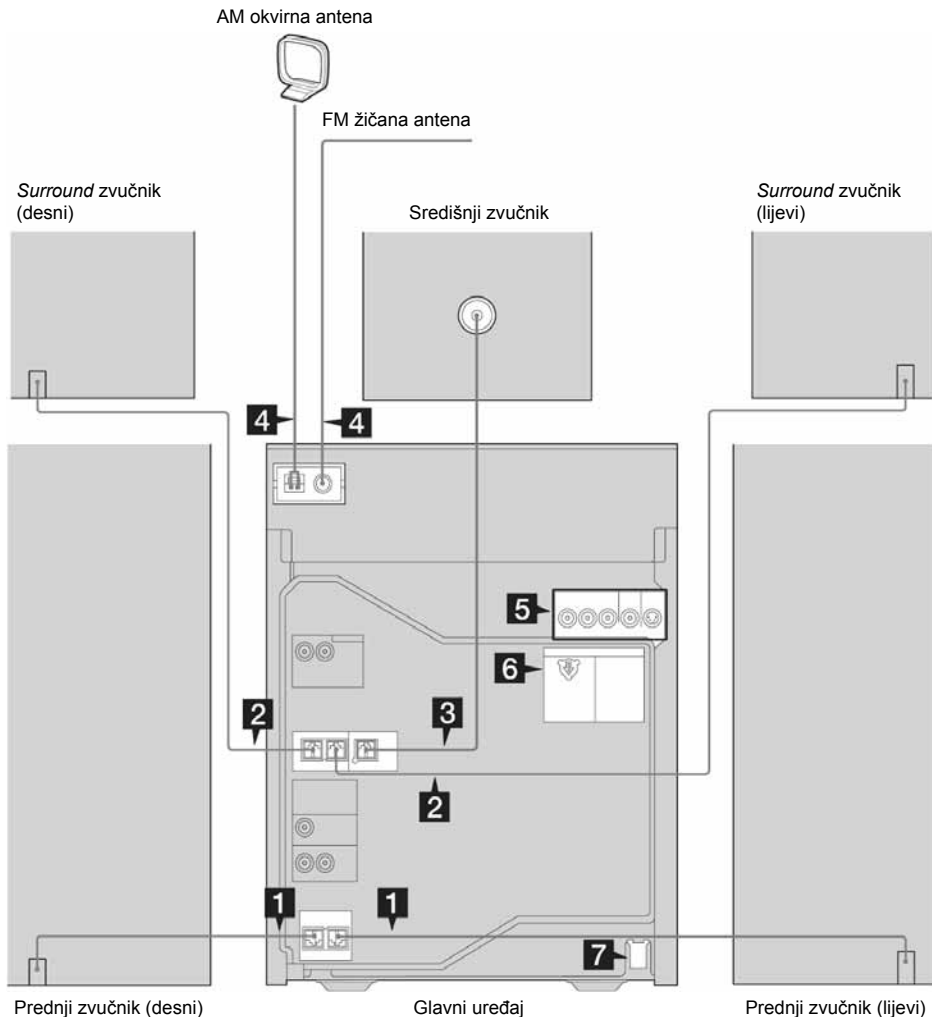 AM okvirna antena
FM žičana antena
Surround zvučnik
(desni)
Središnji zvučnik
Surround zvučnik
(lijevi)
4
4
5
6
2
3
2
1
1
7
Prednji zvučnik (desni)
Glavni uređaj
Prednji zvučnik (lijevi)